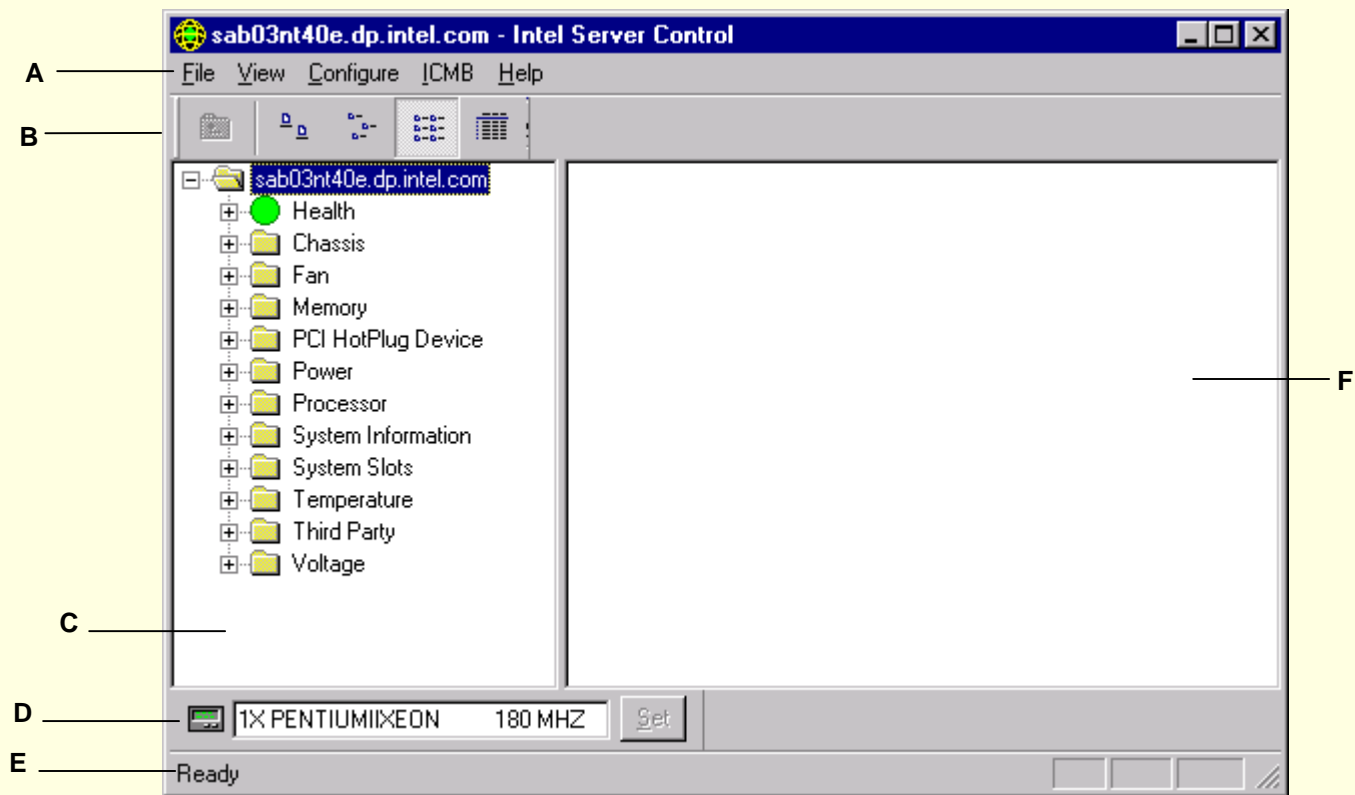 sab03nt40e.dp.intel.com - Intel Server Control
A
File View Configure ICMB Help
B
sab03nt40e.dp.intel.com
Health
Chassis
Fan
Memory
PCI HotPlug Device
Power
F
Processor
System Information
System Slots
Temperature
Third Party
Voltage
C
D
1X PENTIUMIIXEON 180 MHZ
Set
E
Ready